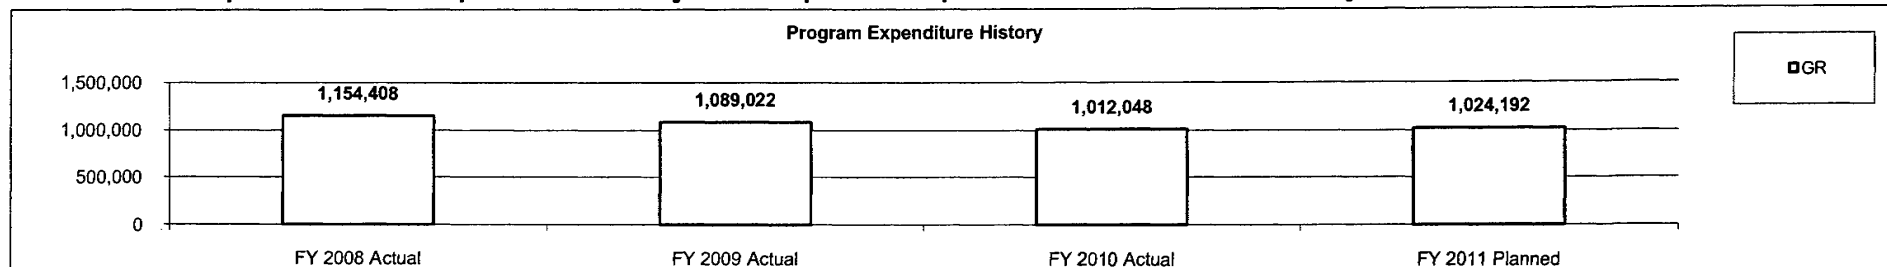 Program Expenditure History
GR
1,500,000
1,154,408
1,089,022
1,012,048
1,024,192
1,000,000
500,000
0
FY 2008 Actual
FY 2009 Actual
FY 2010 Actual
FY 2011 Planned